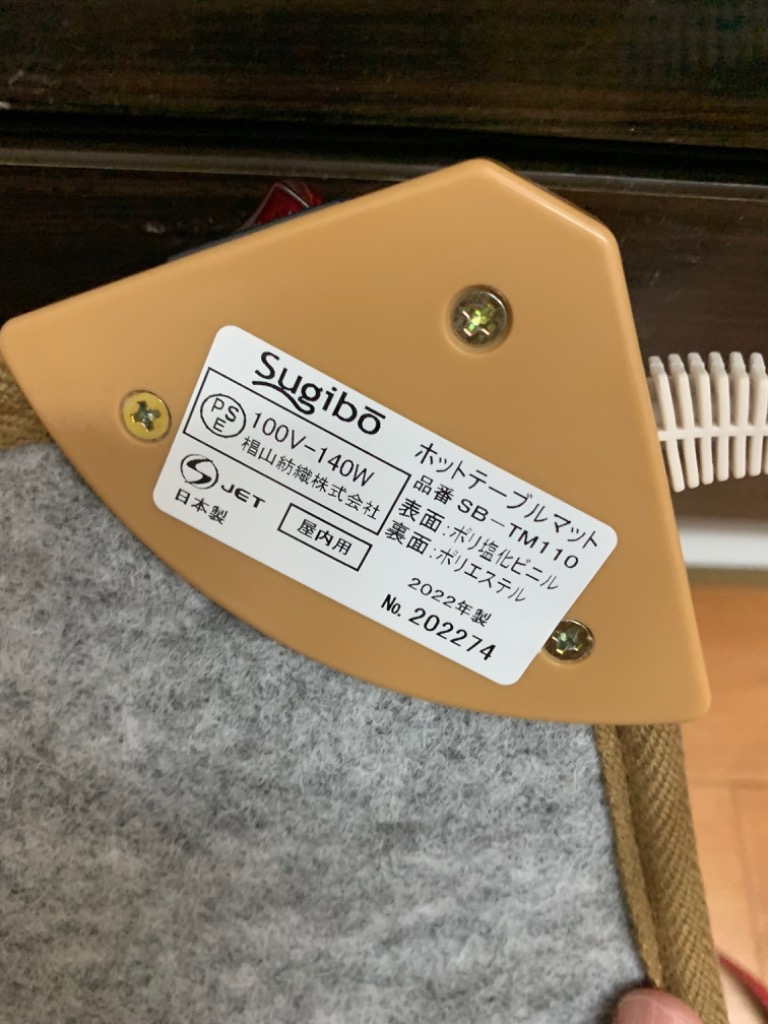 Sugibō
PSE
100V-140W
椙山紡織株式会社
S JET
日本製
屋内用
ホットテーブルマット
品番 SB-TM110
表面:ポリ塩化ビニル
裏面:ポリエステル
2022年製
No. 202274